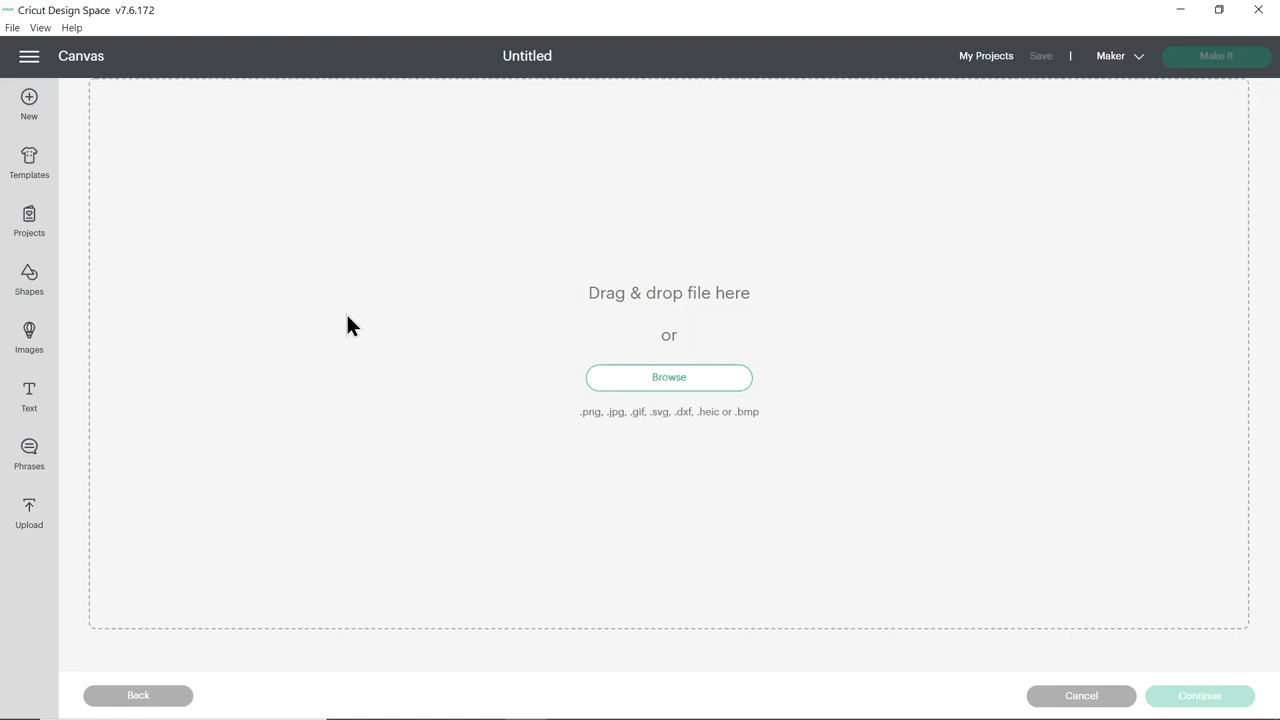 cricut Cricut Design Space v7.6.172
File View Help
Canvas Untitled My Projects Save | Maker Make It
New
Templates
Projects
Shapes
Images
Text
Phrases
Upload
Drag & drop file here
or
Browse
.png, .jpg, .gif, .svg, .dxf, .heic or .bmp
Back Cancel Continue